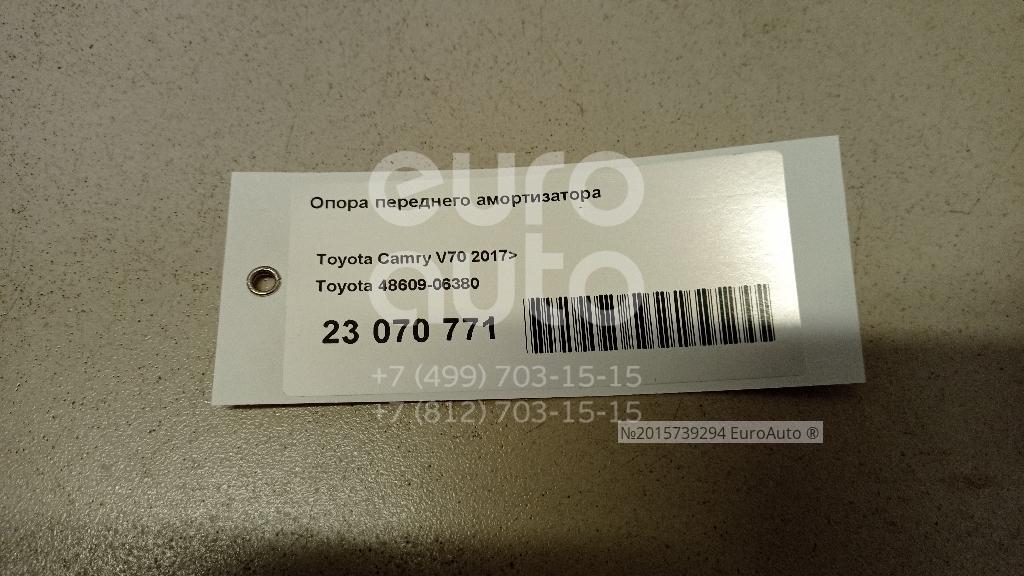 Опора переднего амортизатора
Toyota Camry V70 2017>
Toyota 48609-06380
23 070 771
euro
auto
+7 (499) 703-15-15
+7 (812) 703-15-15
№2015739294 EuroAuto ®